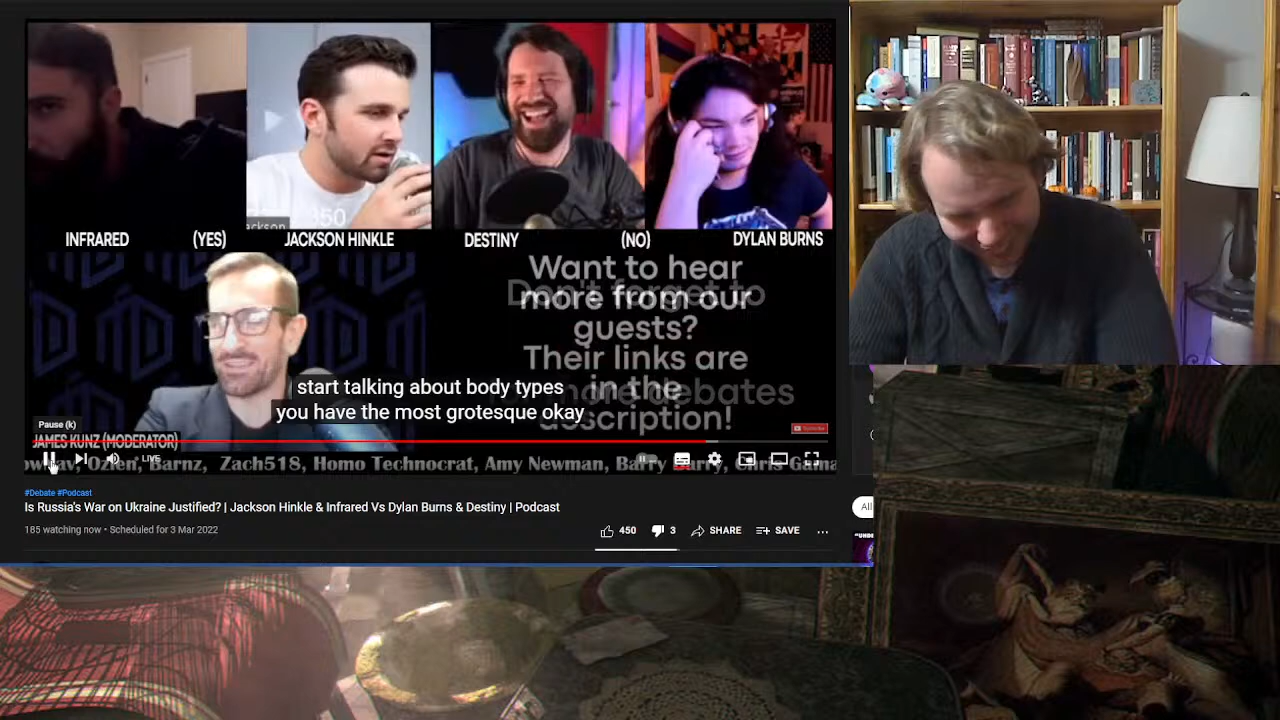 INFRARED (YES) JACKSON HINKLE DESTINY (NO) DYLAN BURNS
Want to hear
more from our
guests?
Their links are
in the
description!
start talking about body types
you have the most grotesque okay
Pause (k)
JAMES KUNZ (MODERATOR)
LIVE
Ozlen, Barnz, Zach518, Homo Technocrat, Amy Newman, Barry
#Debate #Podcast
Is Russia's War on Ukraine Justified? | Jackson Hinkle & Infrared Vs Dylan Burns & Destiny | Podcast
185 watching now • Scheduled for 3 Mar 2022
450 3 SHARE SAVE ...
All